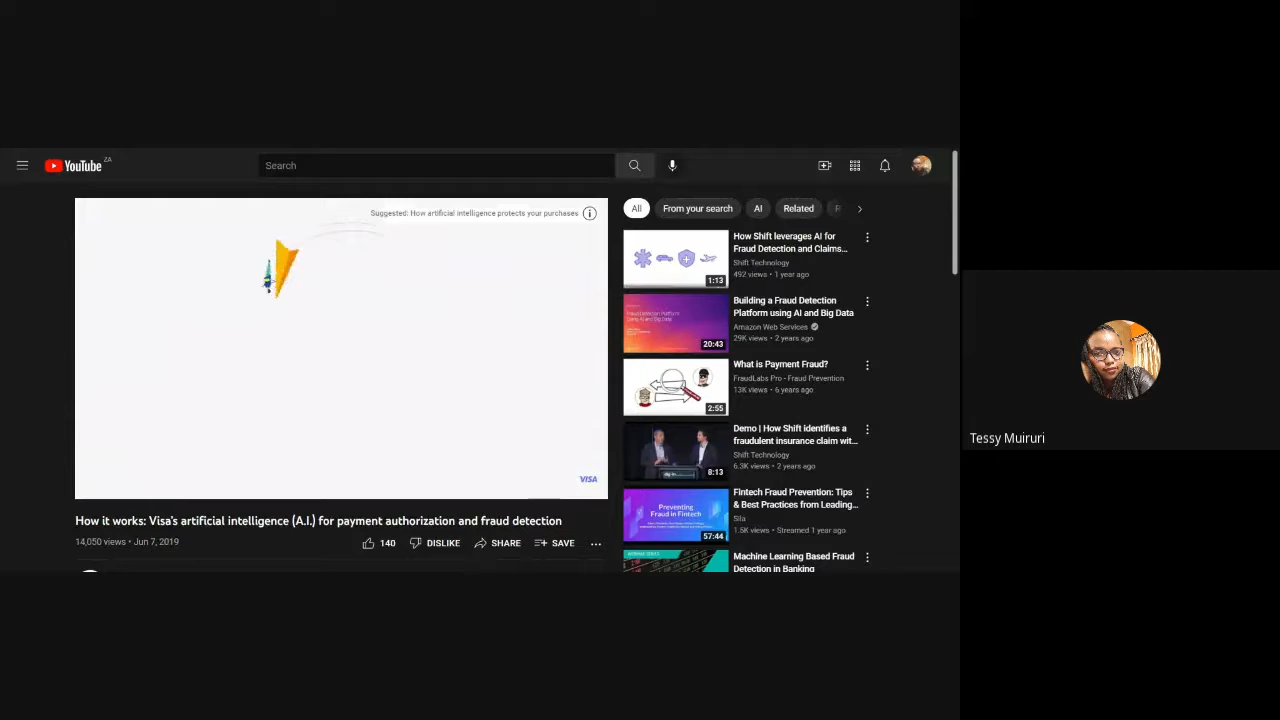 YouTube ZA
Search
Suggested: How artificial intelligence protects your purchases
VISA
How it works: Visa's artificial intelligence (A.I.) for payment authorization and fraud detection
14,050 views • Jun 7, 2019
140 DISLIKE SHARE SAVE
All From your search AI Related
How Shift leverages AI for
Fraud Detection and Claims...
Shift Technology
492 views • 1 year ago
1:13
Building a Fraud Detection
Platform using AI and Big Data
Amazon Web Services
29K views • 2 years ago
20:43
What is Payment Fraud?
FraudLabs Pro - Fraud Prevention
13K views • 6 years ago
2:55
Demo | How Shift identifies a
fraudulent insurance claim wit...
Shift Technology
6.3K views • 2 years ago
8:13
Fintech Fraud Prevention: Tips
& Best Practices from Leading...
Sila
1.5K views • Streamed 1 year ago
Preventing
Fraud in Fintech
57:44
Machine Learning Based Fraud
Detection in Banking
Tessy Muiruri